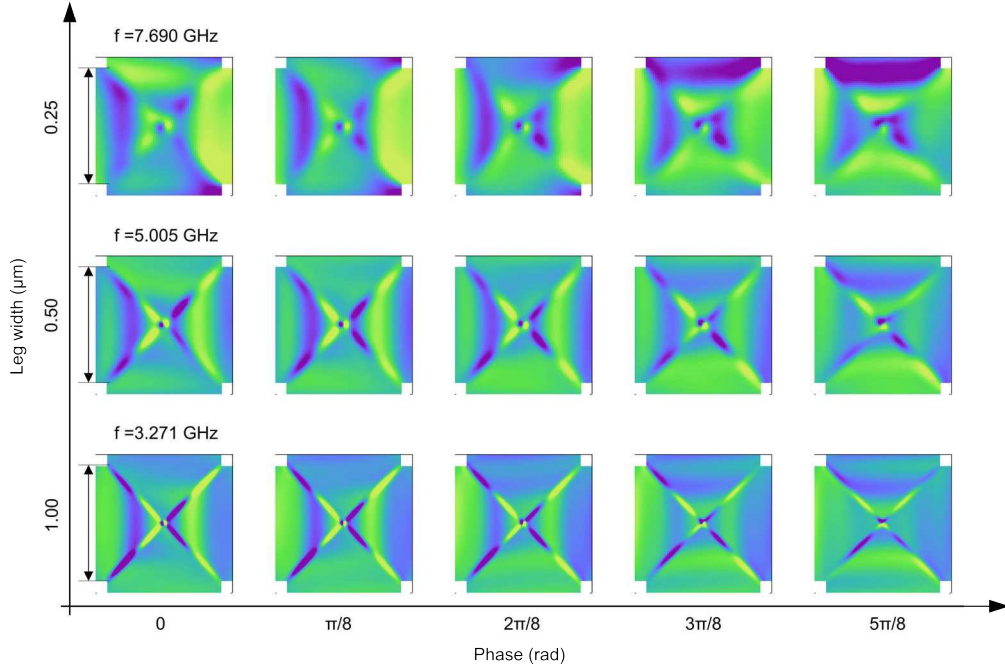 f =7.690 GHz
0.25
f =5.005 GHz
0.50
f =3.271 GHz
1.00
Leg width (μm)
0 π/8 2π/8 3π/8 5π/8
Phase (rad)